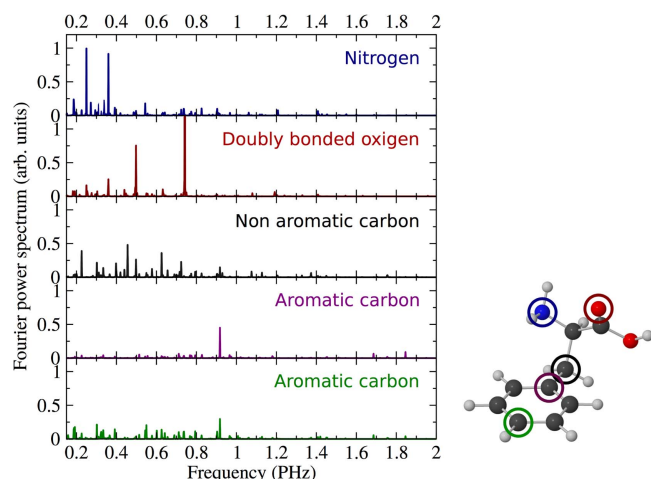 0.2 0.4 0.6 0.8 1 1.2 1.4 1.6 1.8 2
Fourier power spectrum (arb. units)
1
0.5
0
Nitrogen
1
0.5
0
Doubly bonded oxigen
1
0.5
0
Non aromatic carbon
1
0.5
0
Aromatic carbon
1
0.5
0
Aromatic carbon
0.2 0.4 0.6 0.8 1 1.2 1.4 1.6 1.8 2
Frequency (PHz)